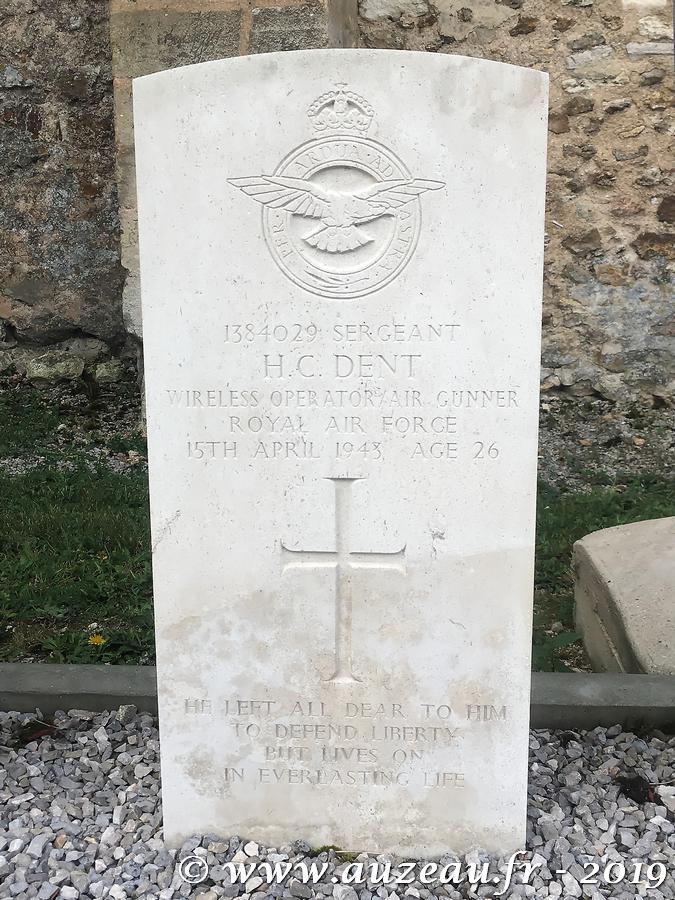 PER ARDUA AD ASTRA
1384029 SERGEANT
H.C. DENT
WIRELESS OPERATOR/AIR GUNNER
ROYAL AIR FORCE
15TH APRIL 1943 AGE 26
HE LEFT ALL DEAR TO HIM
TO DEFEND LIBERTY
BUT LIVES ON
IN EVERLASTING LIFE
© www.auzeau.fr - 2019